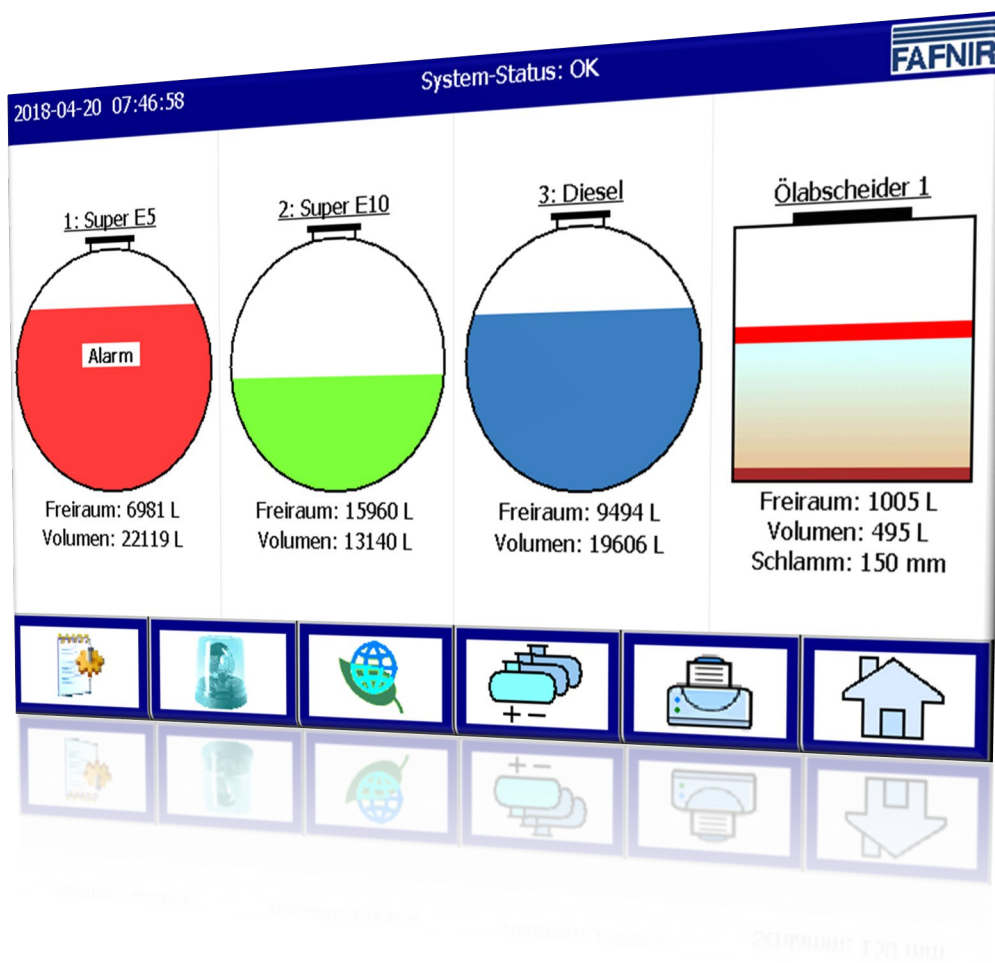 2018-04-20 07:46:58
System-Status: OK
FAFNIR
1: Super E5
Alarm
Freiraum: 6981 L
Volumen: 22119 L
2: Super E10
Freiraum: 15960 L
Volumen: 13140 L
3: Diesel
Freiraum: 9494 L
Volumen: 19606 L
Ölabscheider 1
Freiraum: 1005 L
Volumen: 495 L
Schlamm: 150 mm
+ −